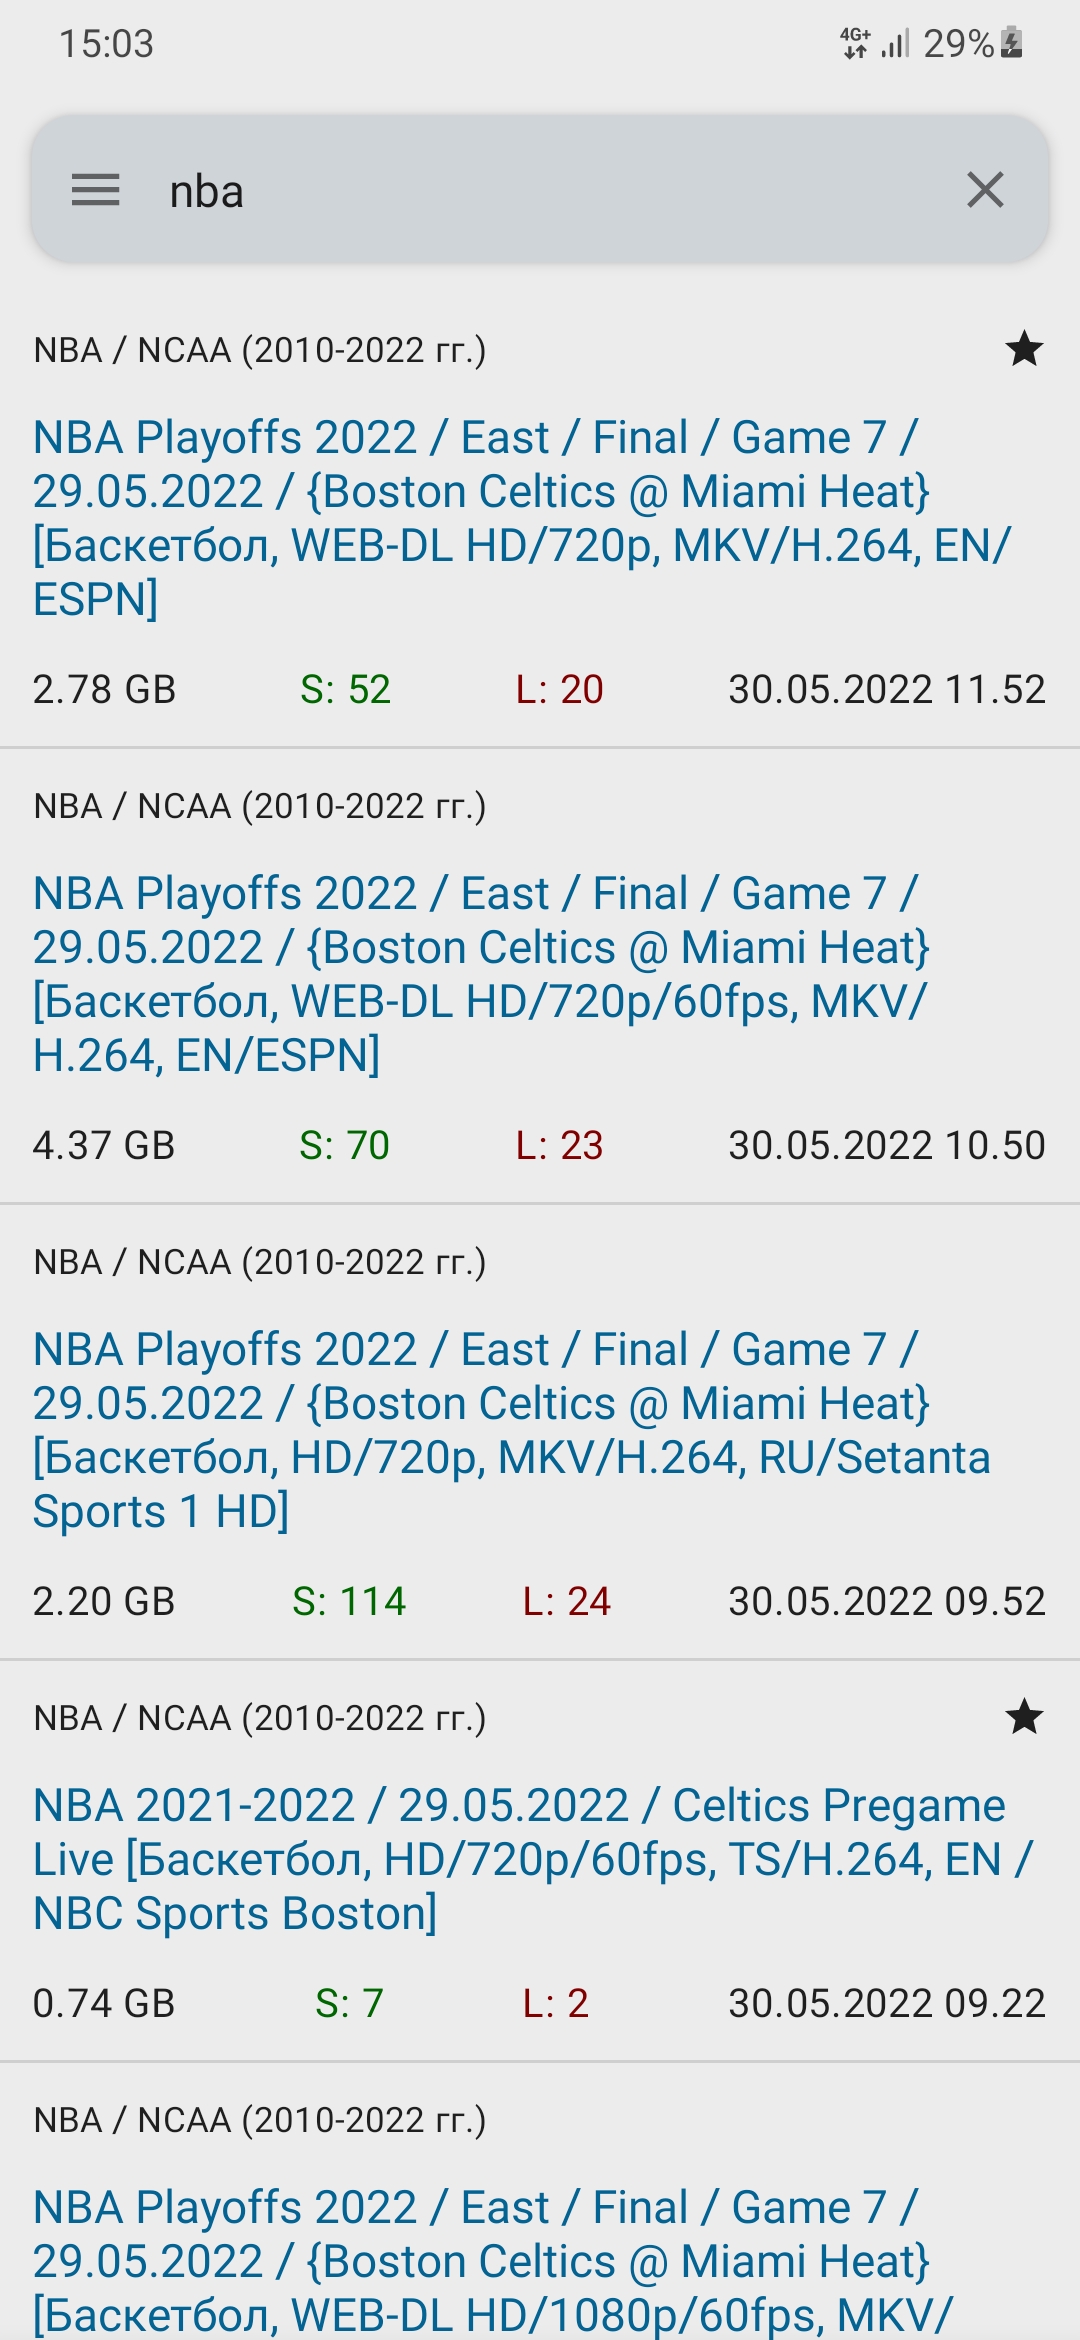 15:03
4G+ 29%
nba
NBA / NCAA (2010-2022 гг.)
NBA Playoffs 2022 / East / Final / Game 7 /
29.05.2022 / {Boston Celtics @ Miami Heat}
[Баскетбол, WEB-DL HD/720p, MKV/H.264, EN/
ESPN]
2.78 GB S: 52 L: 20 30.05.2022 11.52
NBA / NCAA (2010-2022 гг.)
NBA Playoffs 2022 / East / Final / Game 7 /
29.05.2022 / {Boston Celtics @ Miami Heat}
[Баскетбол, WEB-DL HD/720p/60fps, MKV/
H.264, EN/ESPN]
4.37 GB S: 70 L: 23 30.05.2022 10.50
NBA / NCAA (2010-2022 гг.)
NBA Playoffs 2022 / East / Final / Game 7 /
29.05.2022 / {Boston Celtics @ Miami Heat}
[Баскетбол, HD/720p, MKV/H.264, RU/Setanta
Sports 1 HD]
2.20 GB S: 114 L: 24 30.05.2022 09.52
NBA / NCAA (2010-2022 гг.)
NBA 2021-2022 / 29.05.2022 / Celtics Pregame
Live [Баскетбол, HD/720p/60fps, TS/H.264, EN /
NBC Sports Boston]
0.74 GB S: 7 L: 2 30.05.2022 09.22
NBA / NCAA (2010-2022 гг.)
NBA Playoffs 2022 / East / Final / Game 7 /
29.05.2022 / {Boston Celtics @ Miami Heat}
[Баскетбол, WEB-DL HD/1080p/60fps, MKV/